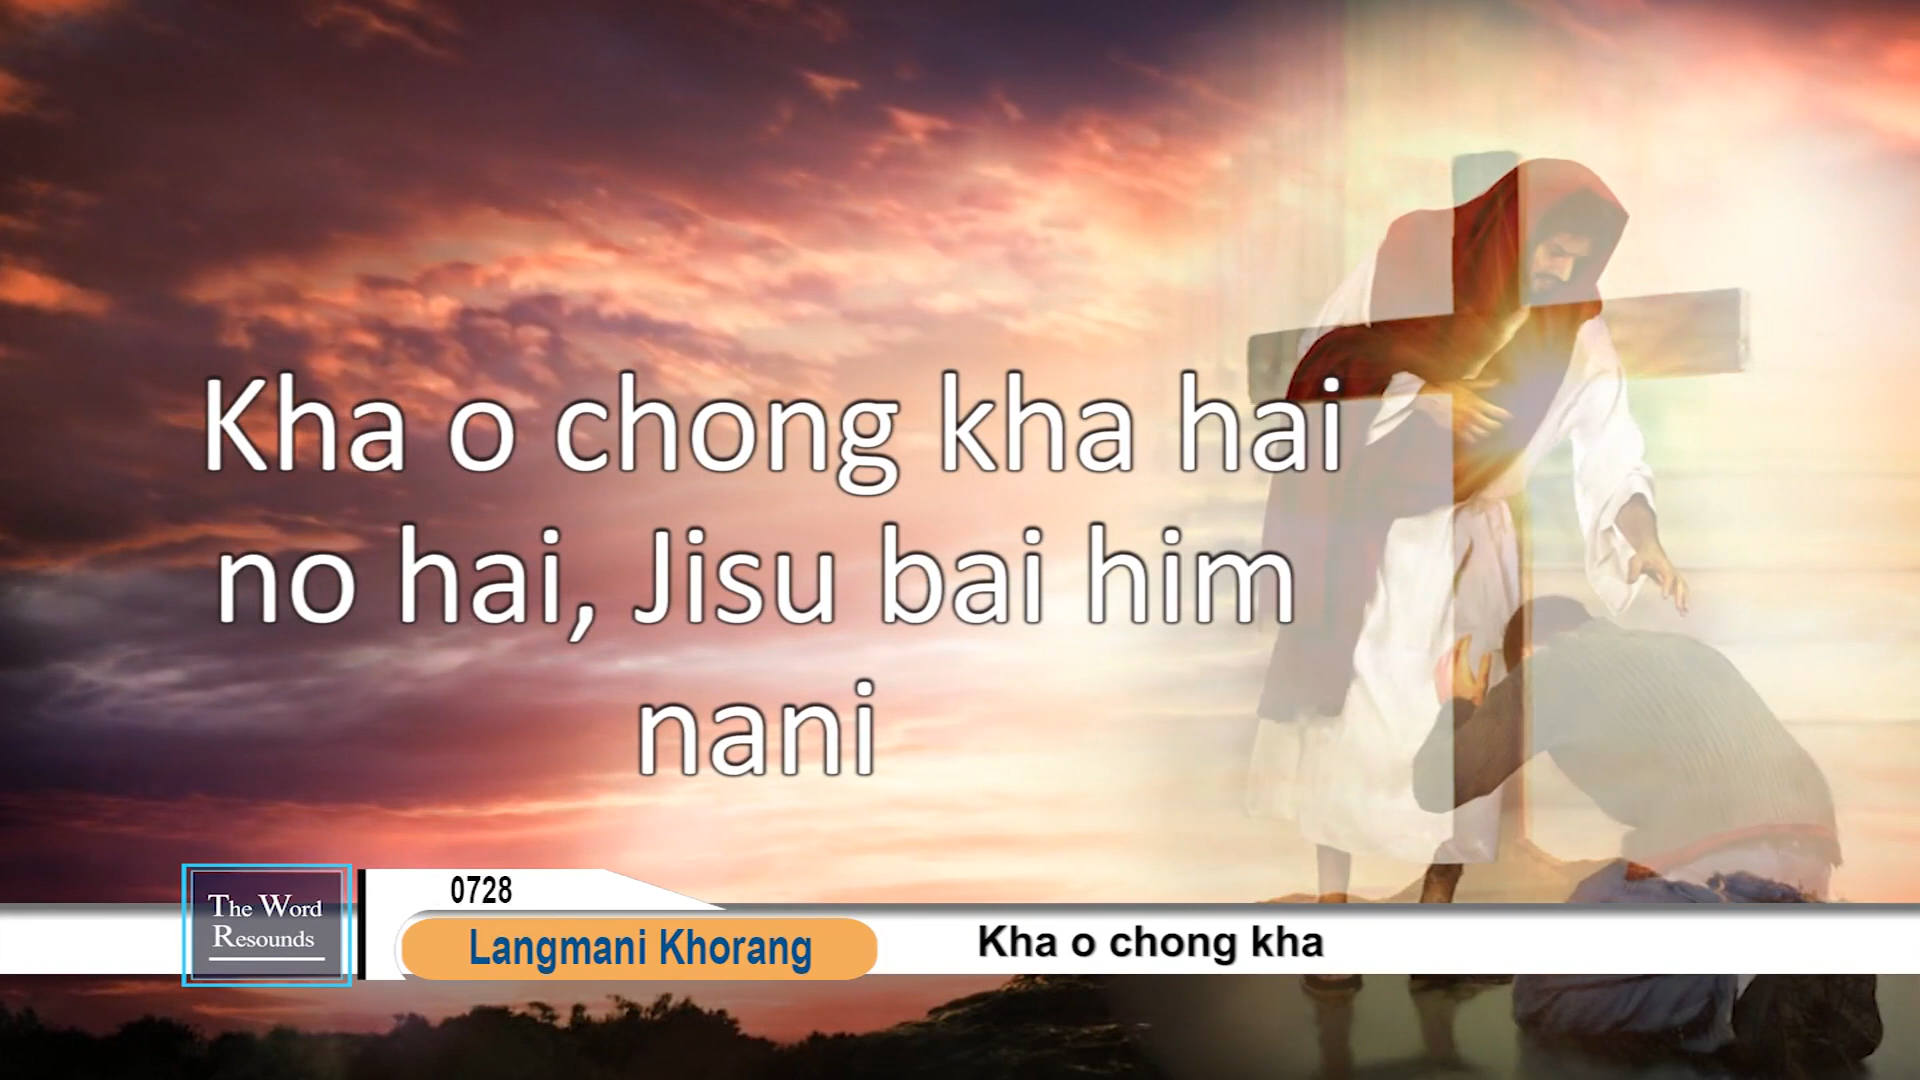 Kha o chong kha hai
no hai, Jisu bai him
nani
0728
The Word
Resounds
Langmani Khorang
Kha o chong kha